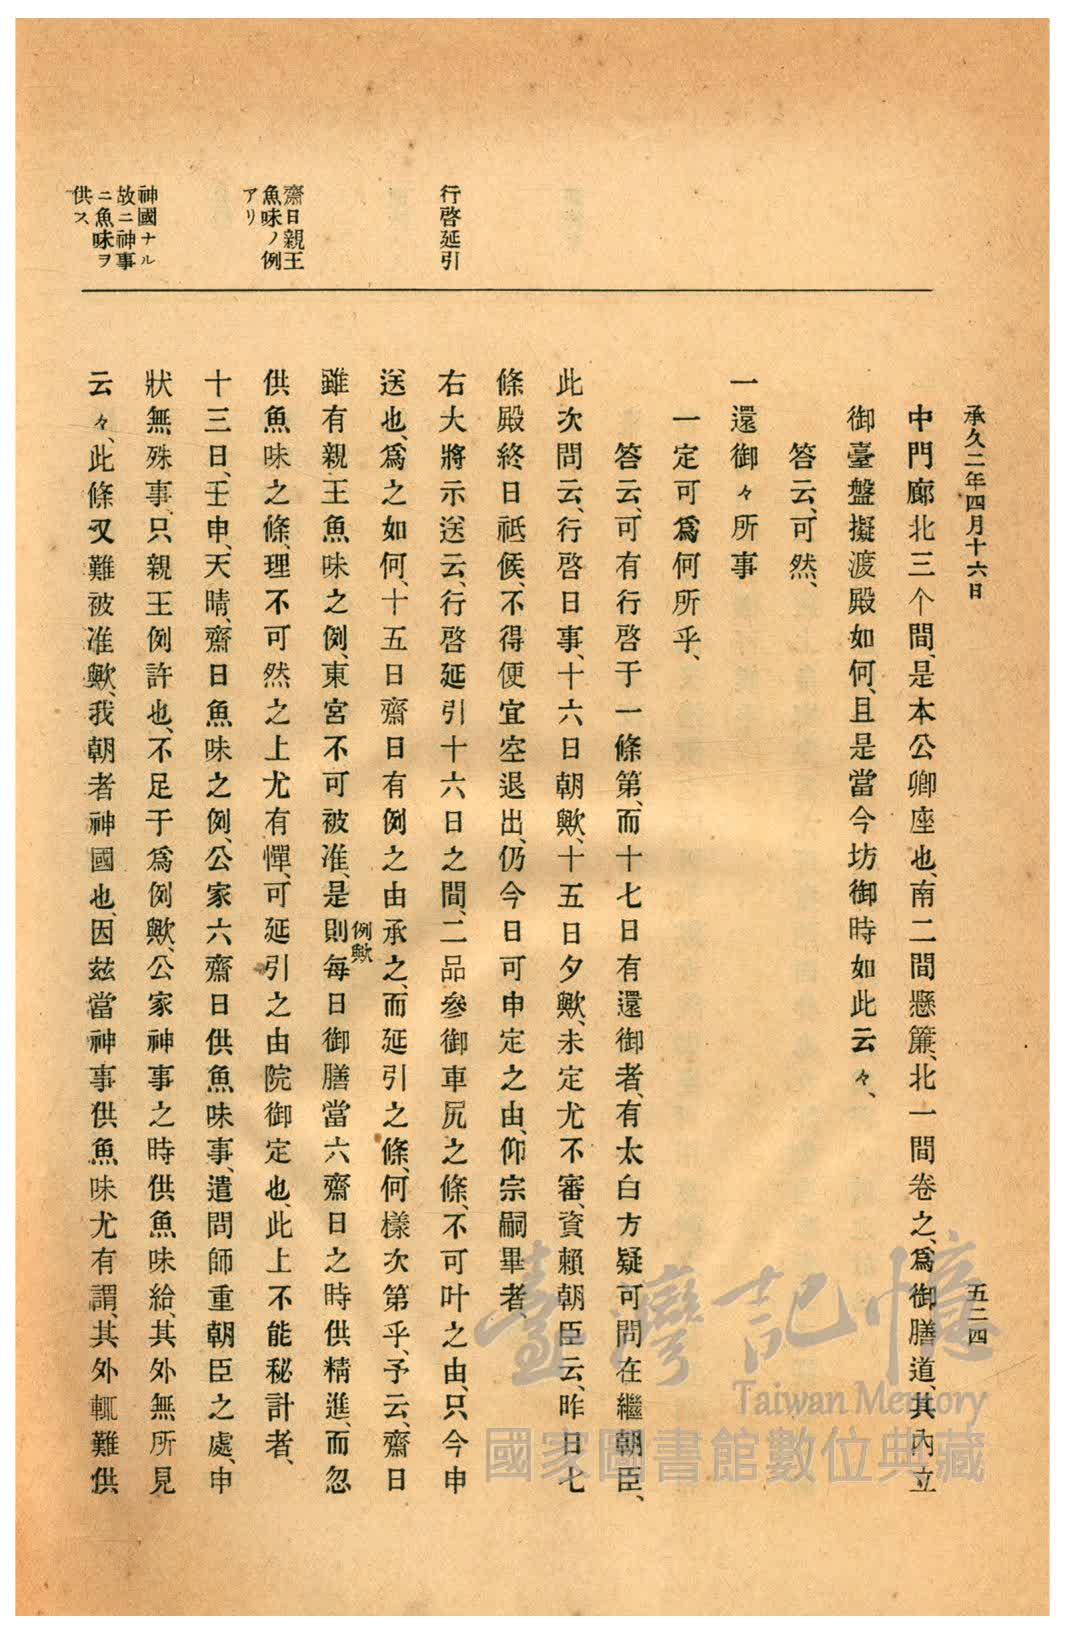 承久二年四月十六日
五二四
行啓延引
齋日親王
魚味ノ例
アリ
神國ナル
故ニ神事
ニ魚味ヲ
供ス
中門廊北三个間、是本公卿座也、南二間懸簾、北一間卷之、爲御膳道、其內立
御臺盤擬渡殿如何、且是當今坊御時如此云々、
答云、可然、
一還御々所事
一定可爲何所乎、
答云、可有行啓于一條第、而十七日有還御者、有太白方疑可問在繼朝臣、
此次問云、行啓日事、十六日朝歟、十五日夕歟、未定尤不審、資賴朝臣云、昨日七
條殿終日祗候、不得便宜空退出、仍今日可申定之由、仰宗嗣畢者、
右大將示送云、行啓延引十六日之間、二品參御車尻之條、不可叶之由、只今申
送也、爲之如何、十五日齋日有例之由承之、而延引之條、何樣次第乎、予云、齋日
雖有親王魚味之例、東宮不可被准、是則每日御膳當六齋日之時供精進、而忽
例歟
供魚味之條、理不可然之上尤有憚、可延引之由院御定也、此上不能秘計者、
十三日、壬申、天晴、齋日魚味之例、公家六齋日供魚味事、遣問師重朝臣之處、申
狀無殊事、只親王例許也、不足于爲例歟、公家神事之時供魚味給、其外無所見
云々、此條又難被准歟、我朝者神國也、因玆當神事供魚味尤有謂、其外輒難供
臺灣記憶
Taiwan Memory
國家圖書館數位典藏